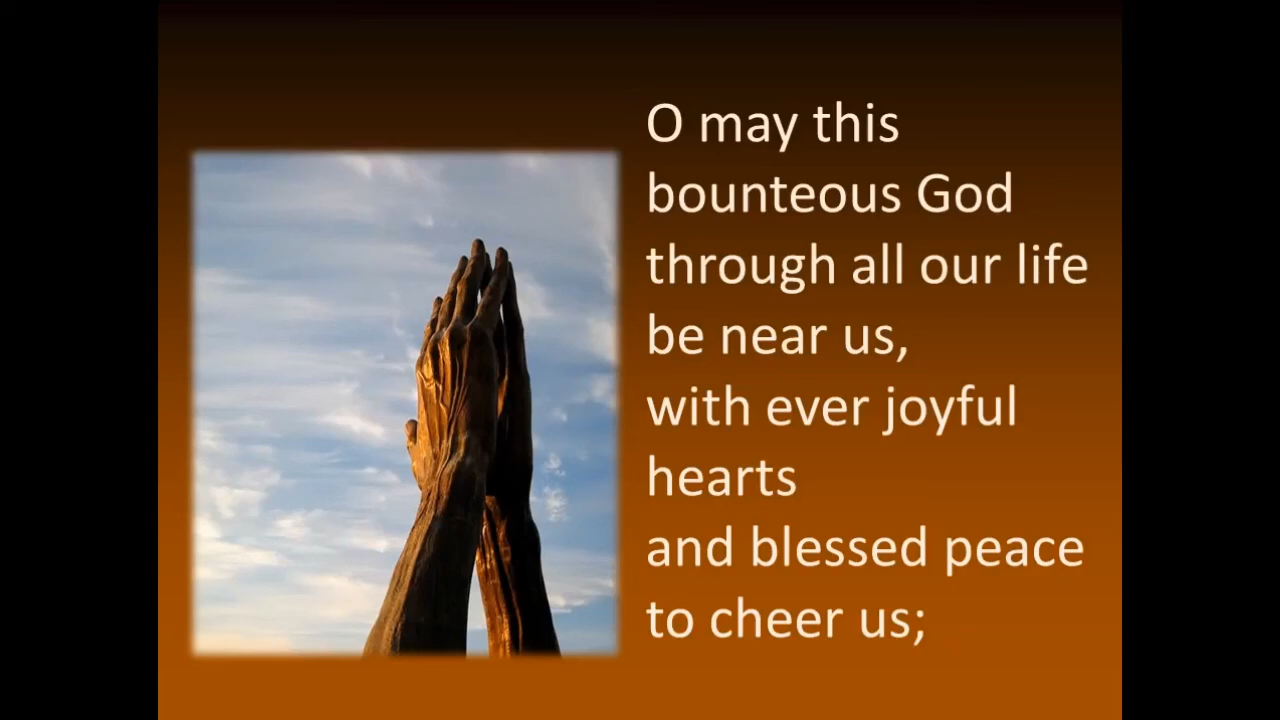 O may this
bounteous God
through all our life
be near us,
with ever joyful
hearts
and blessed peace
to cheer us;